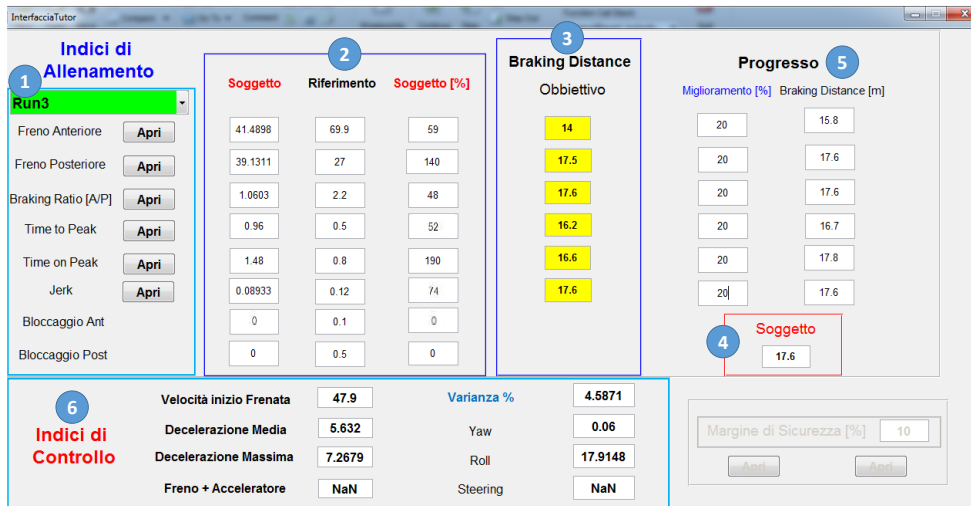 InterfacciaTutor
Indici di
Allenamento
1
2
3
Braking Distance
Obbiettivo
Progresso 5
Soggetto Riferimento Soggetto [%]
Miglioramento [%] Braking Distance [m]
Run3
Freno Anteriore Apri 41.4898 69.9 59 14 20 15.8
Freno Posteriore Apri 39.1311 27 140 17.5 20 17.6
Braking Ratio [A/P] Apri 1.0603 2.2 48 17.6 20 17.6
Time to Peak Apri 0.96 0.5 52 16.2 20 16.7
Time on Peak Apri 1.48 0.8 190 16.6 20 17.8
Jerk Apri 0.08933 0.12 74 17.6 20 17.6
Bloccaggio Ant 0 0.1 0
Bloccaggio Post 0 0.5 0
4
Soggetto
17.6
6
Indici di
Controllo
Velocità inizio Frenata 47.9 Varianza % 4.5871
Decelerazione Media 5.632 Yaw 0.06
Decelerazione Massima 7.2679 Roll 17.9148
Freno + Acceleratore NaN Steering NaN
Margine di Sicurezza [%] 10
Apri Apri